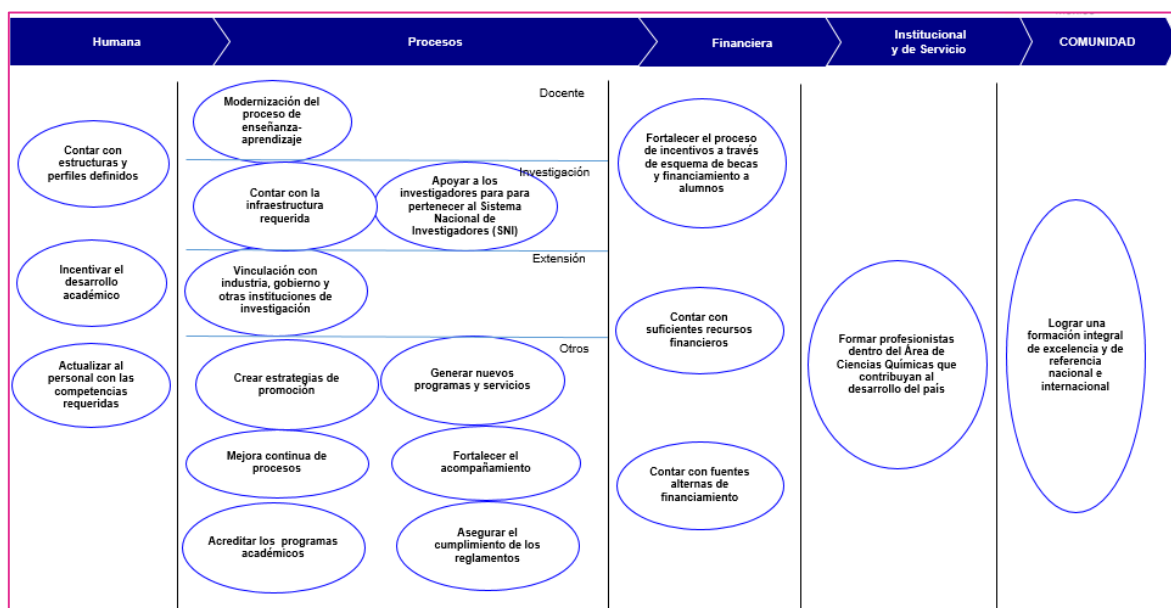 Humana
Procesos
Financiera
Institucional
y de Servicio
COMUNIDAD
Contar con
estructuras y
perfiles definidos
Incentivar el
desarrollo
académico
Actualizar al
personal con las
competencias
requeridas
Docente
Modernización del
proceso de
enseñanza-
aprendizaje
Investigación
Contar con la
infraestructura
requerida
Apoyar a los
investigadores para para
pertenecer al Sistema
Nacional de
Investigadores (SNI)
Extensión
Vinculación con
industria, gobierno y
otras instituciones de
investigación
Otros
Crear estrategias de
promoción
Generar nuevos
programas y servicios
Mejora continua de
procesos
Fortalecer el
acompañamiento
Acreditar los programas
académicos
Asegurar el
cumplimiento de los
reglamentos
Fortalecer el proceso
de incentivos a través
de esquema de becas
y financiamiento a
alumnos
Contar con
suficientes recursos
financieros
Contar con fuentes
alternas de
financiamiento
Formar profesionistas
dentro del Área de
Ciencias Químicas que
contribuyan al
desarrollo del país
Lograr una
formación integral
de excelencia y de
referencia
nacional e
internacional